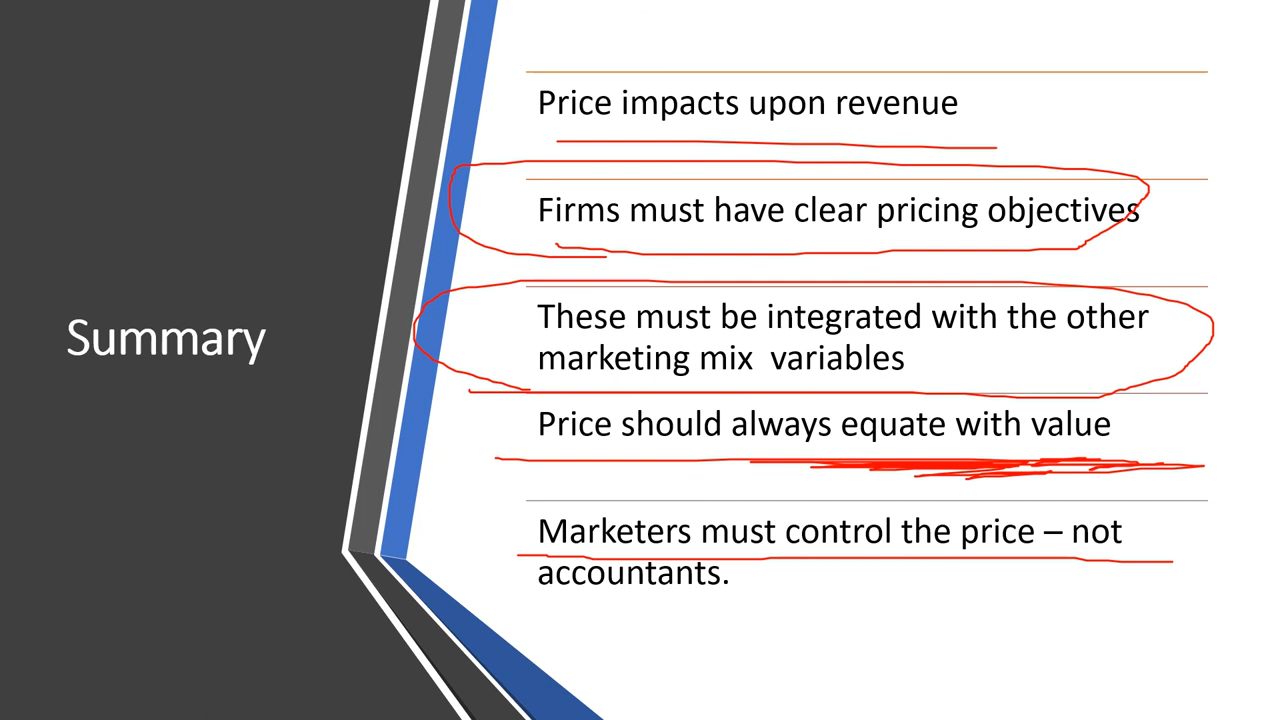 Summary
Price impacts upon revenue
Firms must have clear pricing objectives
These must be integrated with the other
marketing mix  variables
Price should always equate with value
Marketers must control the price – not
accountants.